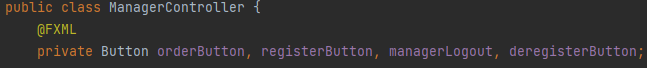 public class ManagerController {
@FXML
private Button orderButton, registerButton, managerLogout, deregisterButton;